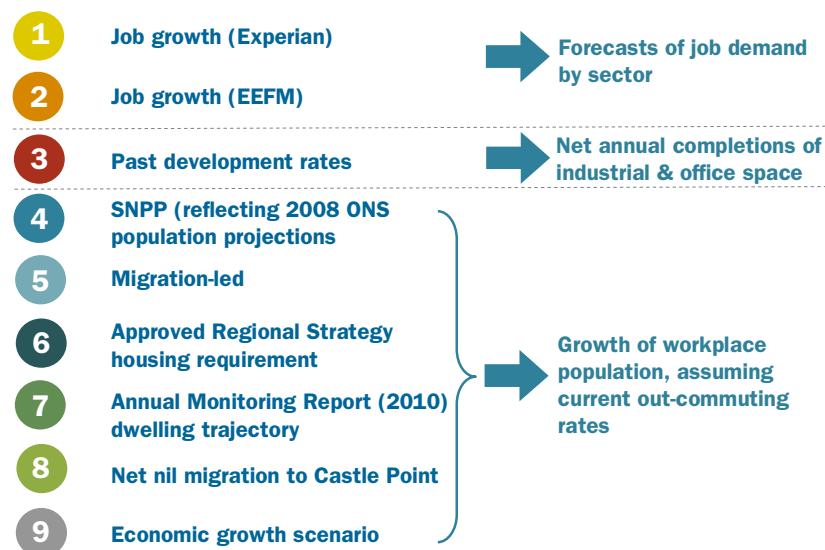 1
Job growth (Experian)
2
Job growth (EEFM)
Forecasts of job demand
by sector
3
Past development rates
Net annual completions of
industrial & office space
4
SNPP (reflecting 2008 ONS
population projections
5
Migration-led
6
Approved Regional Strategy
housing requirement
7
Annual Monitoring Report (2010)
dwelling trajectory
8
Net nil migration to Castle Point
9
Economic growth scenario
Growth of workplace
population, assuming
current out-commuting
rates